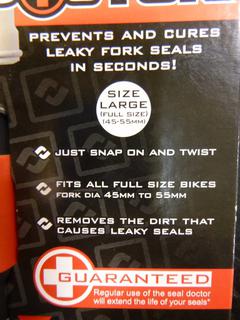 PREVENTS AND CURES
LEAKY FORK SEALS
IN SECONDS!
SIZE
LARGE
(FULL SIZE)
(45-55MM)
JUST SNAP ON AND TWIST
FITS ALL FULL SIZE BIKES
FORK DIA 45MM TO 55MM
REMOVES THE DIRT THAT
CAUSES LEAKY SEALS
GUARANTEED
Regular use of the seal doctor
will extend the life of your seals*